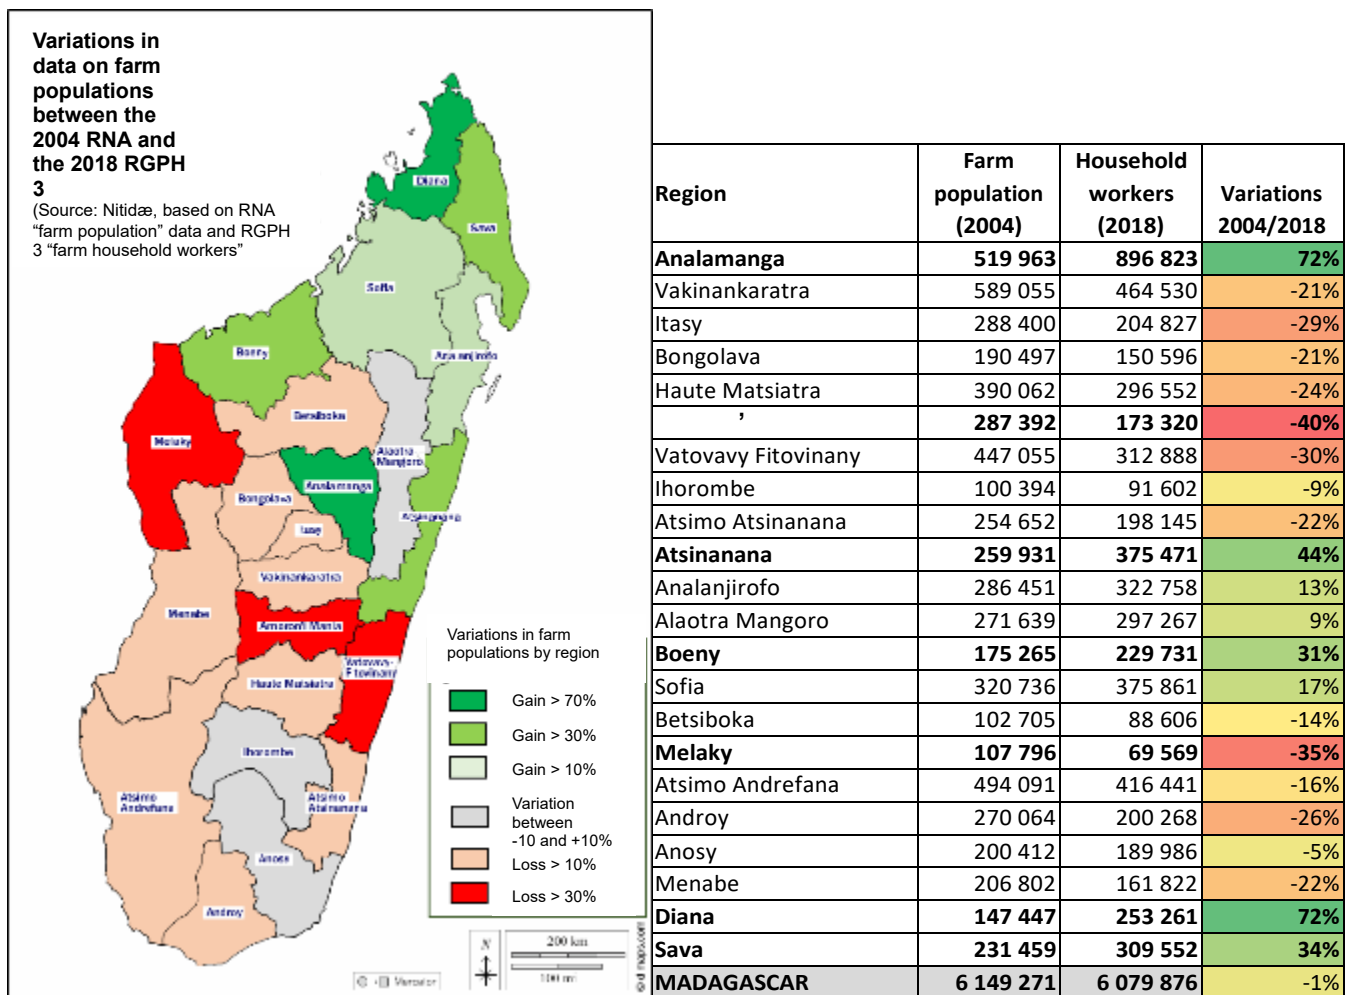 Variations in
data on farm
populations
between the
2004 RNA and
the 2018 RGPH
3
(Source: Nitidæ, based on RNA
“farm population” data and RGPH
3 “farm household workers”
Diana
Sava
Sofia
Analanjirofo
Boeny
Betsiboka
Melaky
Alaotra
Mangoro
Analamanga
Bongolava
Atsinanana
Itasy
Vakinankaratra
Menabe
Amoron'i Mania
Vatovavy-
Fitovinany
Haute Matsiatra
Ihorombe
Atsimo
Andrefana
Atsimo
Atsinanana
Anosy
Androy
Variations in farm
populations by region
Gain > 70%
Gain > 30%
Gain > 10%
Variation
between
-10 and +10%
Loss > 10%
Loss > 30%
N
200 km
100 mi
© d-maps.com
Mercator
Region Farm population (2004) Household workers (2018) Variations 2004/2018
Analamanga 519 963 896 823 72%
Vakinankaratra 589 055 464 530 -21%
Itasy 288 400 204 827 -29%
Bongolava 190 497 150 596 -21%
Haute Matsiatra 390 062 296 552 -24%
’ 287 392 173 320 -40%
Vatovavy Fitovinany 447 055 312 888 -30%
Ihorombe 100 394 91 602 -9%
Atsimo Atsinanana 254 652 198 145 -22%
Atsinanana 259 931 375 471 44%
Analanjirofo 286 451 322 758 13%
Alaotra Mangoro 271 639 297 267 9%
Boeny 175 265 229 731 31%
Sofia 320 736 375 861 17%
Betsiboka 102 705 88 606 -14%
Melaky 107 796 69 569 -35%
Atsimo Andrefana 494 091 416 441 -16%
Androy 270 064 200 268 -26%
Anosy 200 412 189 986 -5%
Menabe 206 802 161 822 -22%
Diana 147 447 253 261 72%
Sava 231 459 309 552 34%
MADAGASCAR 6 149 271 6 079 876 -1%